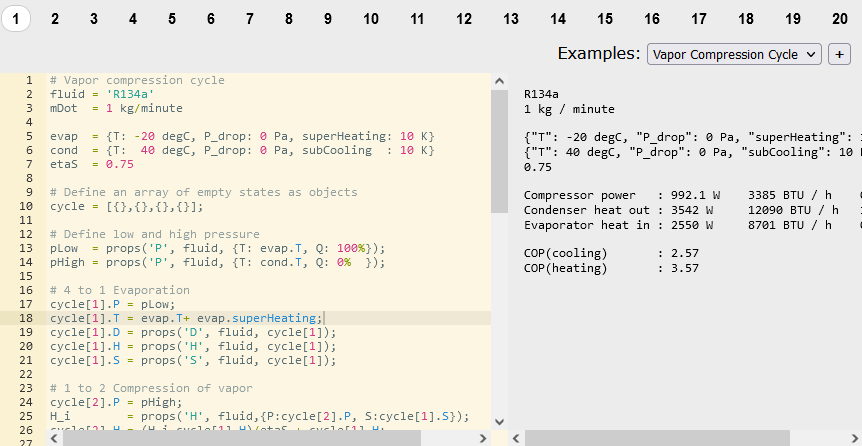 1 2 3 4 5 6 7 8 9 10 11 12 13 14 15 16 17 18 19 20
Examples: Vapor Compression Cycle +
1 # Vapor compression cycle
2 fluid = 'R134a'
3 mDot  = 1 kg/minute
4
5 evap  = {T: -20 degC, P_drop: 0 Pa, superHeating: 10 K}
6 cond  = {T:  40 degC, P_drop: 0 Pa, subCooling  : 10 K}
7 etaS  = 0.75
8
9 # Define an array of empty states as objects
10 cycle = [{},{},{},{}];
11
12 # Define low and high pressure
13 pLow  = props('P', fluid, {T: evap.T, Q: 100%});
14 pHigh = props('P', fluid, {T: cond.T, Q: 0%  });
15
16 # 4 to 1 Evaporation
17 cycle[1].P = pLow;
18 cycle[1].T = evap.T+ evap.superHeating;
19 cycle[1].D = props('D', fluid, cycle[1]);
20 cycle[1].H = props('H', fluid, cycle[1]);
21 cycle[1].S = props('S', fluid, cycle[1]);
22
23 # 1 to 2 Compression of vapor
24 cycle[2].P = pHigh;
25 H_i        = props('H', fluid,{P:cycle[2].P, S:cycle[1].S});
26 cycle[2].H = (H_i-cycle[1].H)/etaS + cycle[1].H;
27
R134a
1 kg / minute
{"T": -20 degC, "P_drop": 0 Pa, "superHeating":
{"T": 40 degC, "P_drop": 0 Pa, "subCooling": 10
0.75
Compressor power   : 992.1 W    3385 BTU / h
Condenser heat out : 3542 W     12090 BTU / h
Evaporator heat in : 2550 W     8701 BTU / h
COP(cooling)       : 2.57
COP(heating)       : 3.57